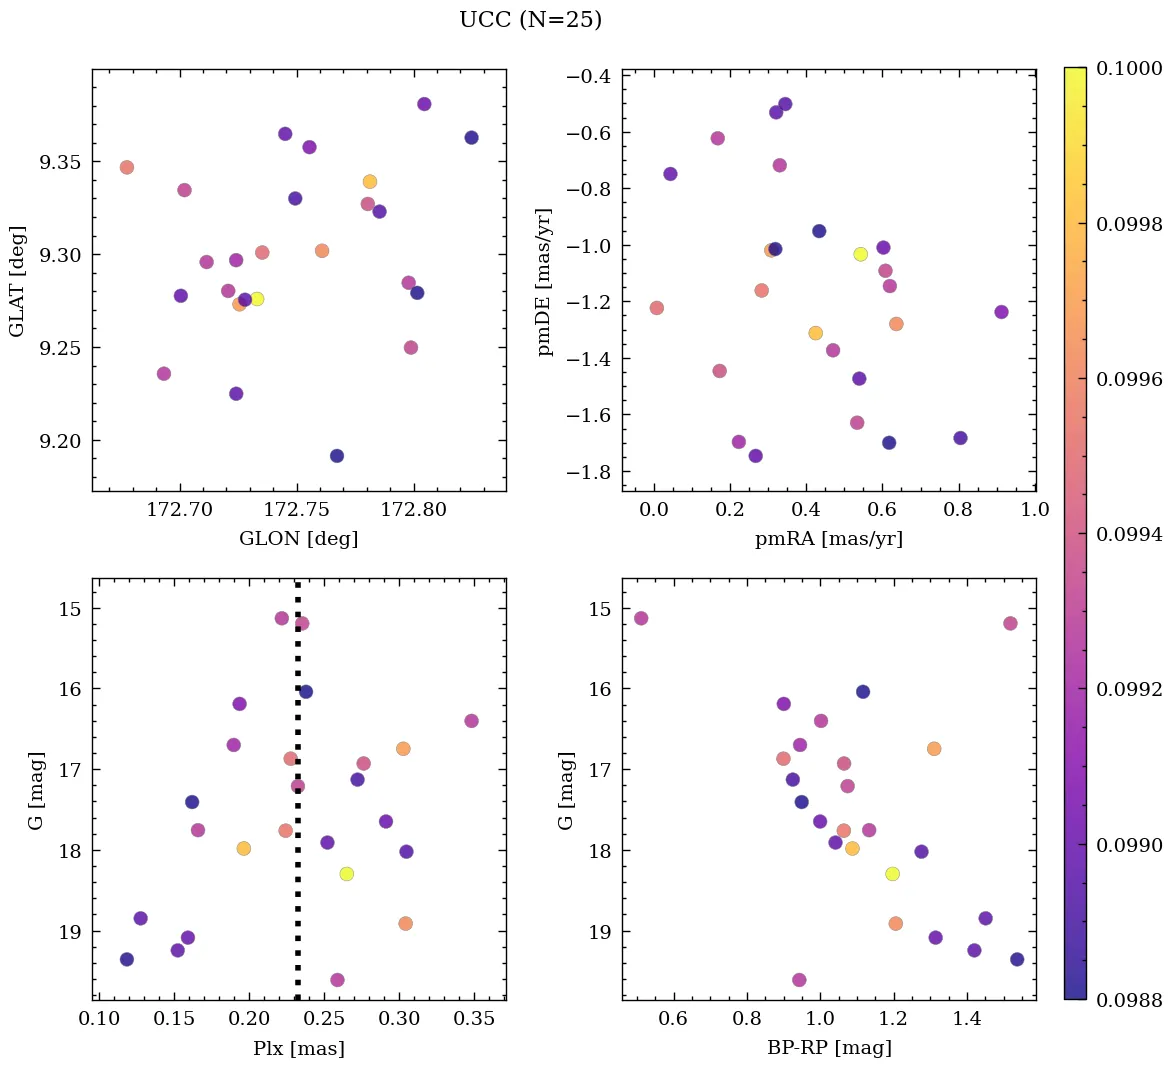 UCC (N=25)
GLAT [deg]
9.35
9.30
9.25
9.20
172.70 172.75 172.80
GLON [deg]
pmDE [mas/yr]
−0.4
−0.6
−0.8
−1.0
−1.2
−1.4
−1.6
−1.8
0.0 0.2 0.4 0.6 0.8 1.0
pmRA [mas/yr]
G [mag]
15
16
17
18
19
0.10 0.15 0.20 0.25 0.30 0.35
Plx [mas]
G [mag]
15
16
17
18
19
0.6 0.8 1.0 1.2 1.4
BP-RP [mag]
0.1000
0.0998
0.0996
0.0994
0.0992
0.0990
0.0988